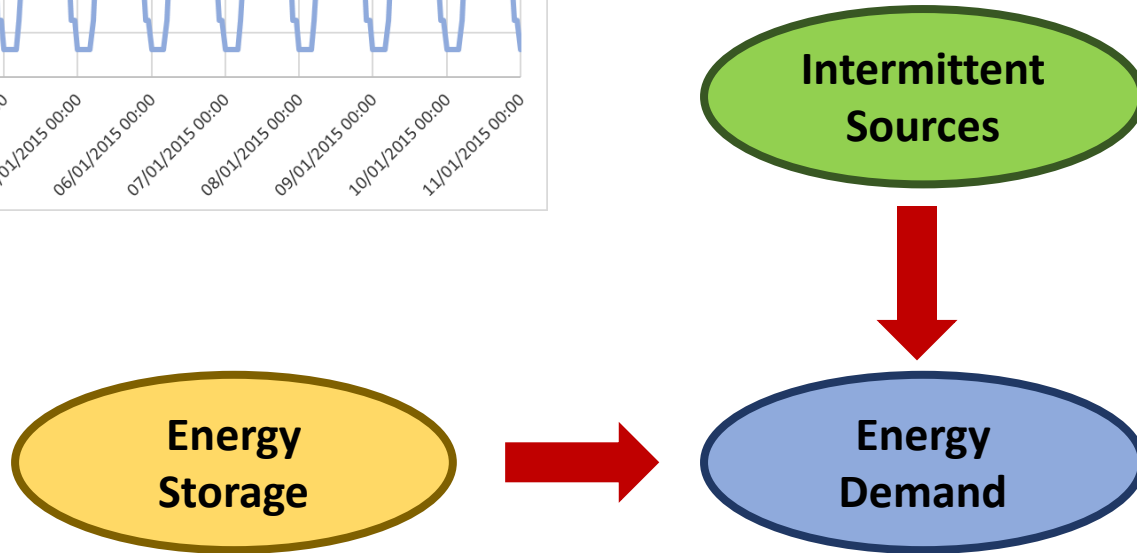 06/01/2015 00:00
07/01/2015 00:00
08/01/2015 00:00
09/01/2015 00:00
10/01/2015 00:00
11/01/2015 00:00
Intermittent
Sources
Energy
Storage
Energy
Demand